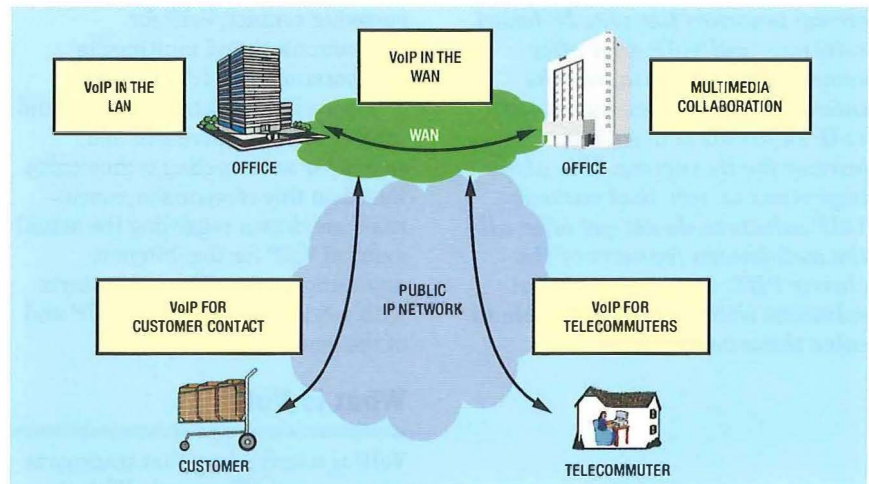 VoIP IN THE
LAN
VoIP IN THE
WAN
MULTIMEDIA
COLLABORATION
WAN
OFFICE
OFFICE
PUBLIC
IP NETWORK
VoIP FOR
CUSTOMER CONTACT
VoIP FOR
TELECOMMUTERS
CUSTOMER
TELECOMMUTER